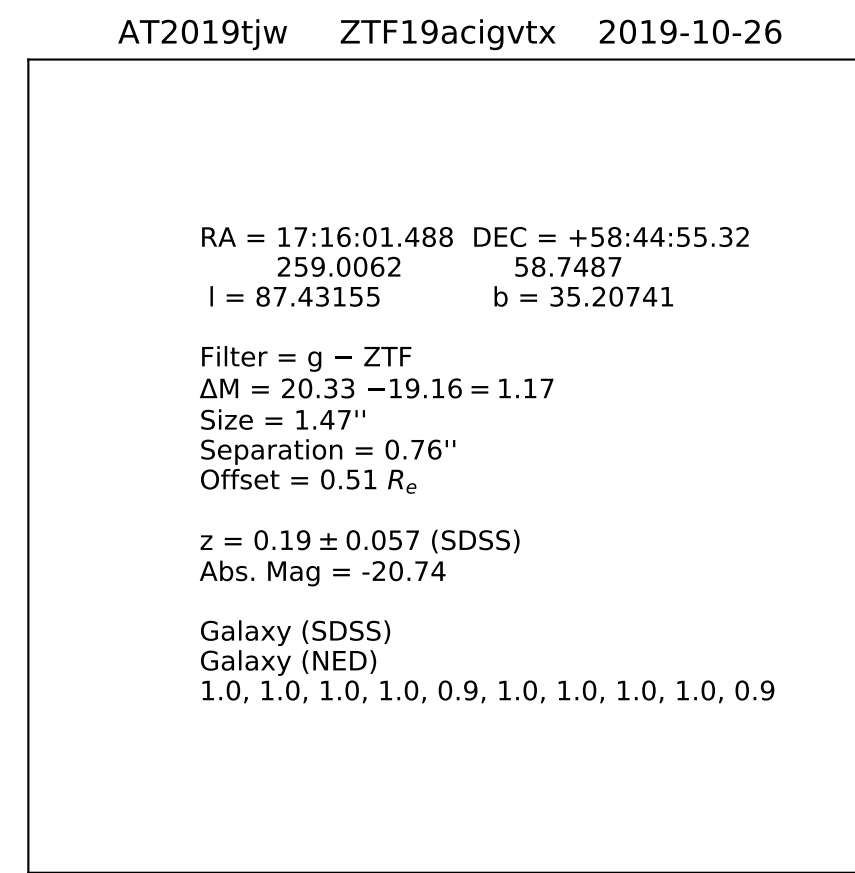 AT2019tjw ZTF19acigvtx 2019-10-26
RA = 17:16:01.488 DEC = +58:44:55.32
259.0062 58.7487
l = 87.43155 b = 35.20741
Filter = g − ZTF
ΔM = 20.33 −19.16 = 1.17
Size = 1.47''
Separation = 0.76''
Offset = 0.51 Re
z = 0.19 ± 0.057 (SDSS)
Abs. Mag = -20.74
Galaxy (SDSS)
Galaxy (NED)
1.0, 1.0, 1.0, 1.0, 0.9, 1.0, 1.0, 1.0, 1.0, 0.9